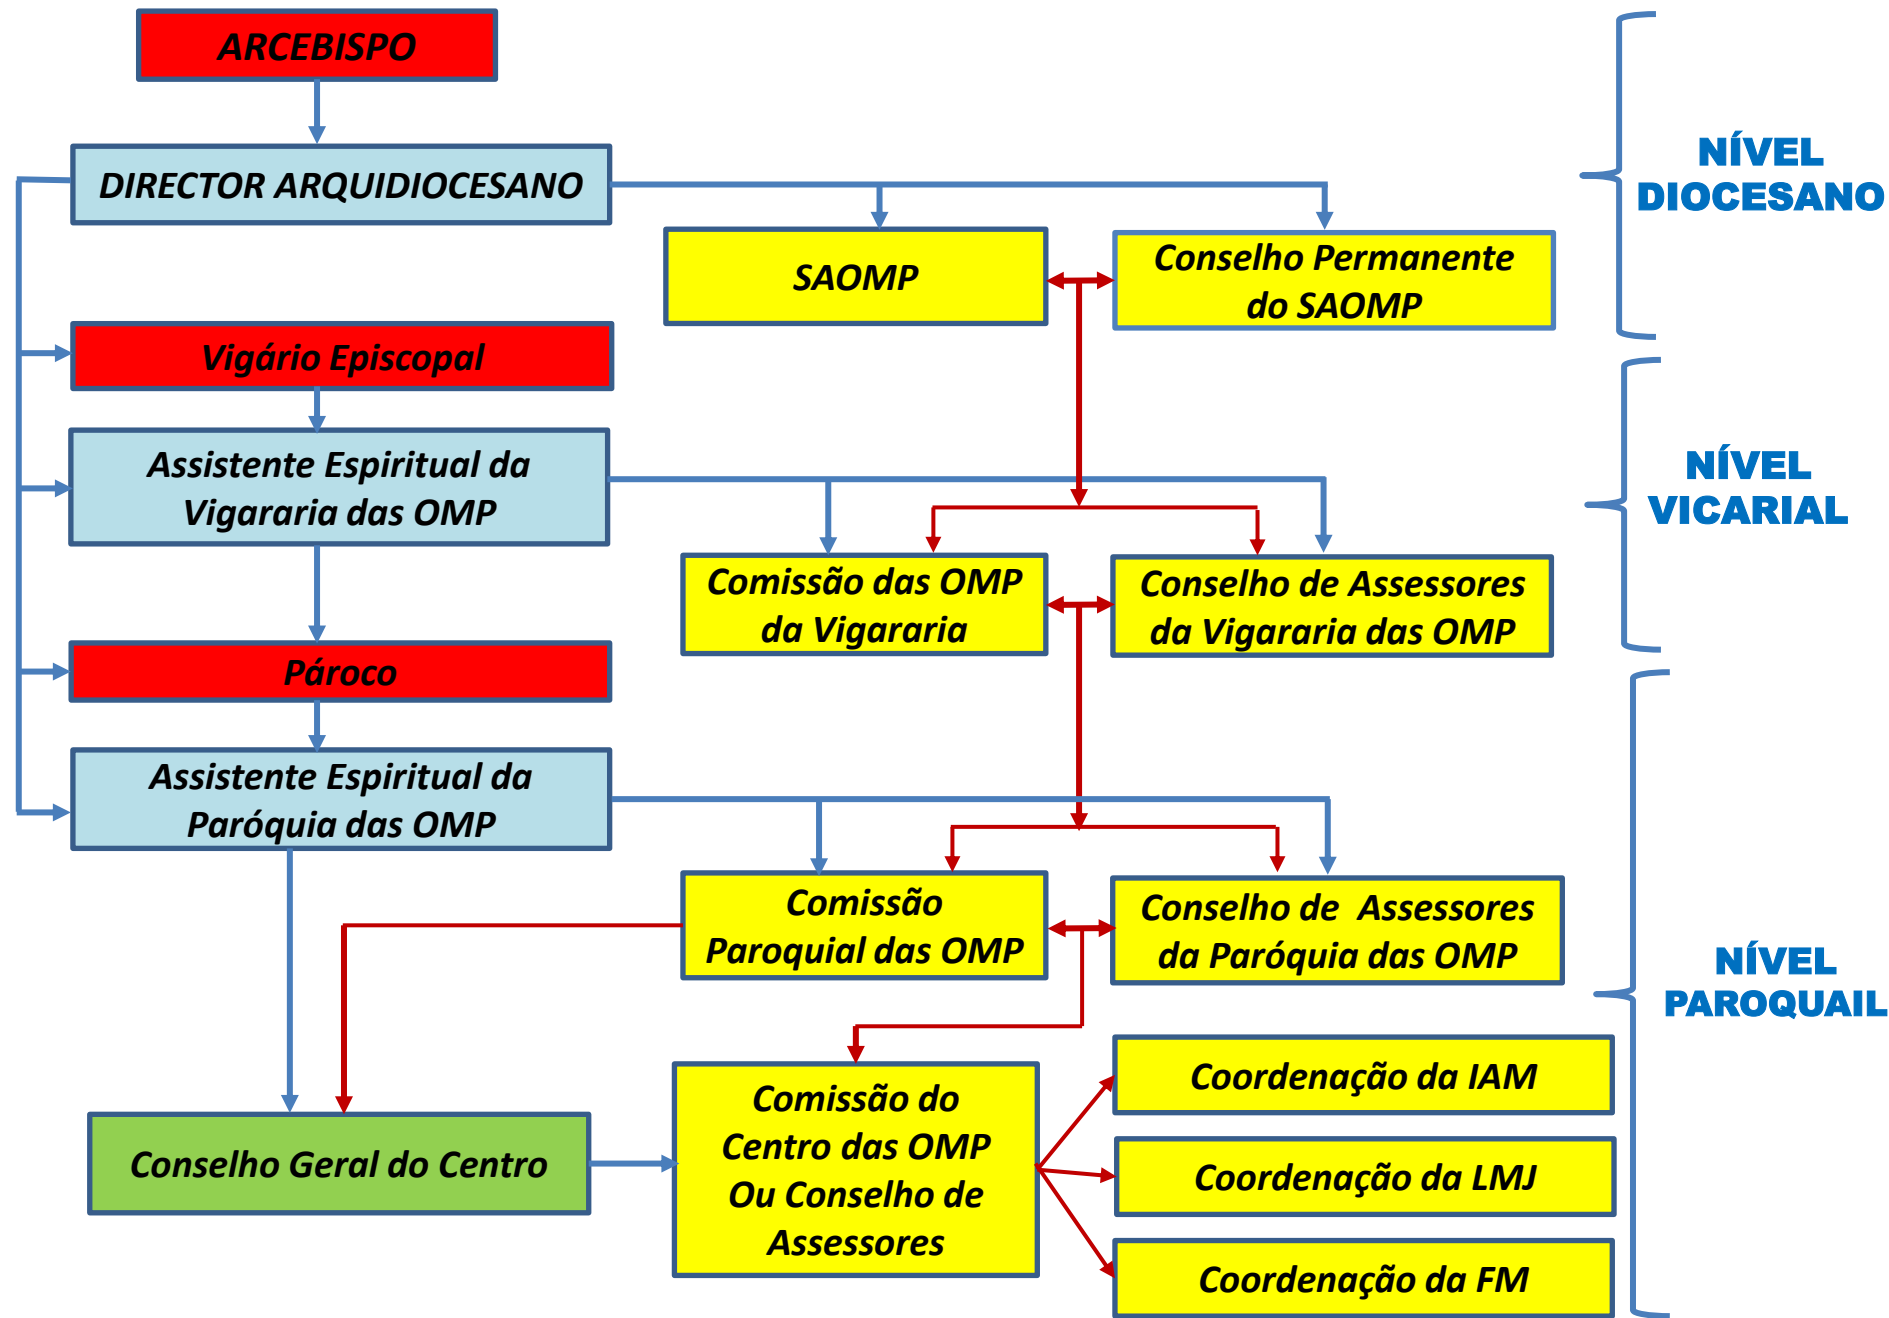 ARCEBISPO
DIRECTOR ARQUIDIOCESANO
NÍVEL
DIOCESANO
SAOMP
Conselho Permanente
do SAOMP
Vigário Episcopal
Assistente Espiritual da
Vigararia das OMP
NÍVEL
VICARIAL
Comissão das OMP
da Vigararia
Conselho de Assessores
da Vigararia das OMP
Pároco
Assistente Espiritual da
Paróquia das OMP
Comissão
Paroquial das OMP
Conselho de Assessores
da Paróquia das OMP
NÍVEL
PAROQUAIL
Conselho Geral do Centro
Comissão do
Centro das OMP
Ou Conselho de
Assessores
Coordenação da IAM
Coordenação da LMJ
Coordenação da FM